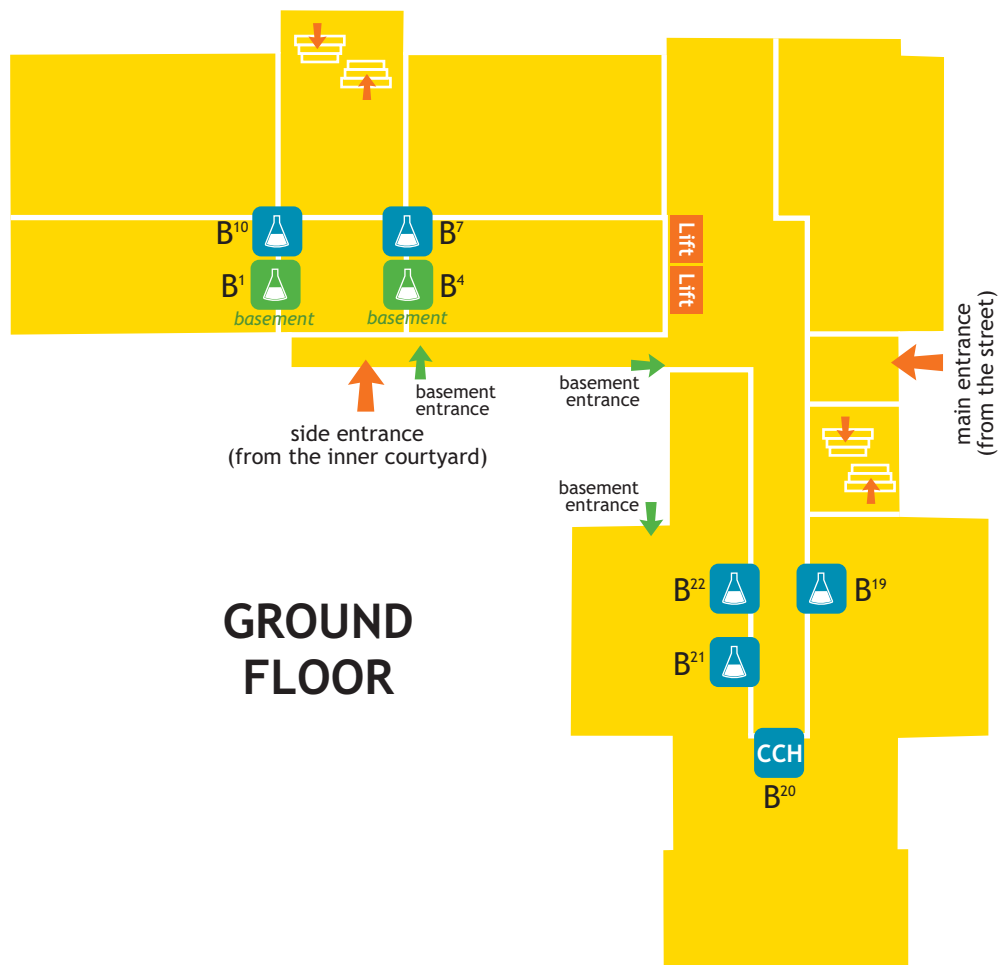 B¹⁰
B⁷
Lift
B¹
B⁴
Lift
basement
basement
main entrance
(from the street)
basement
entrance
basement
entrance
side entrance
(from the inner courtyard)
basement
entrance
B²²
B¹⁹
GROUND
FLOOR
B²¹
CCH
B²⁰